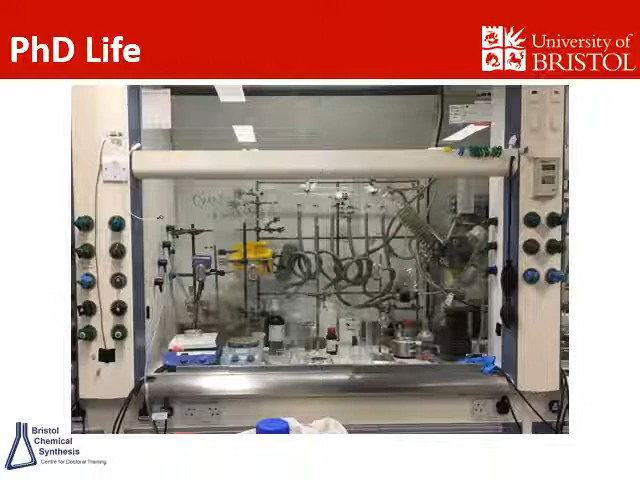 PhD Life
University of
BRISTOL
Bristol
Chemical
Synthesis
Centre for Doctoral Training